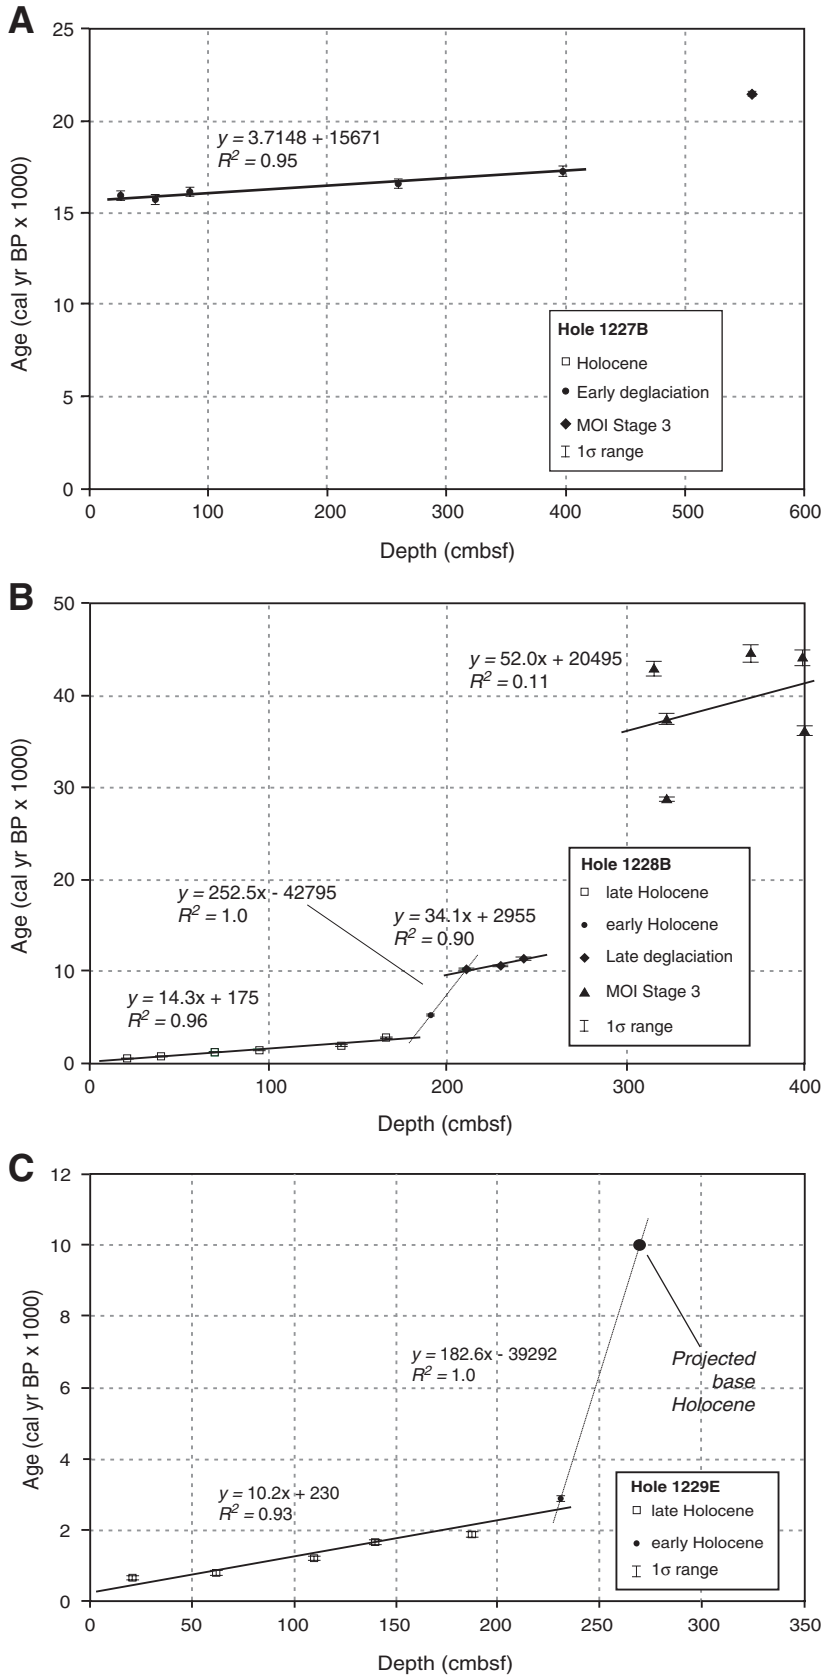 A
25
20
15
10
5
0
Age (cal yr BP x 1000)
y = 3.7148 + 15671
R² = 0.95
Hole 1227B
Holocene
Early deglaciation
MOI Stage 3
1σ range
0 100 200 300 400 500 600
Depth (cmbsf)
B
50
40
30
20
10
0
Age (cal yr BP x 1000)
y = 52.0x + 20495
R² = 0.11
y = 252.5x - 42795
R² = 1.0
y = 34.1x + 2955
R² = 0.90
y = 14.3x + 175
R² = 0.96
Hole 1228B
late Holocene
early Holocene
Late deglaciation
MOI Stage 3
1σ range
0 100 200 300 400
Depth (cmbsf)
C
12
10
8
6
4
2
0
Age (cal yr BP x 1000)
y = 182.6x - 39292
R² = 1.0
Projected
base
Holocene
y = 10.2x + 230
R² = 0.93
Hole 1229E
late Holocene
early Holocene
1σ range
0 50 100 150 200 250 300 350
Depth (cmbsf)